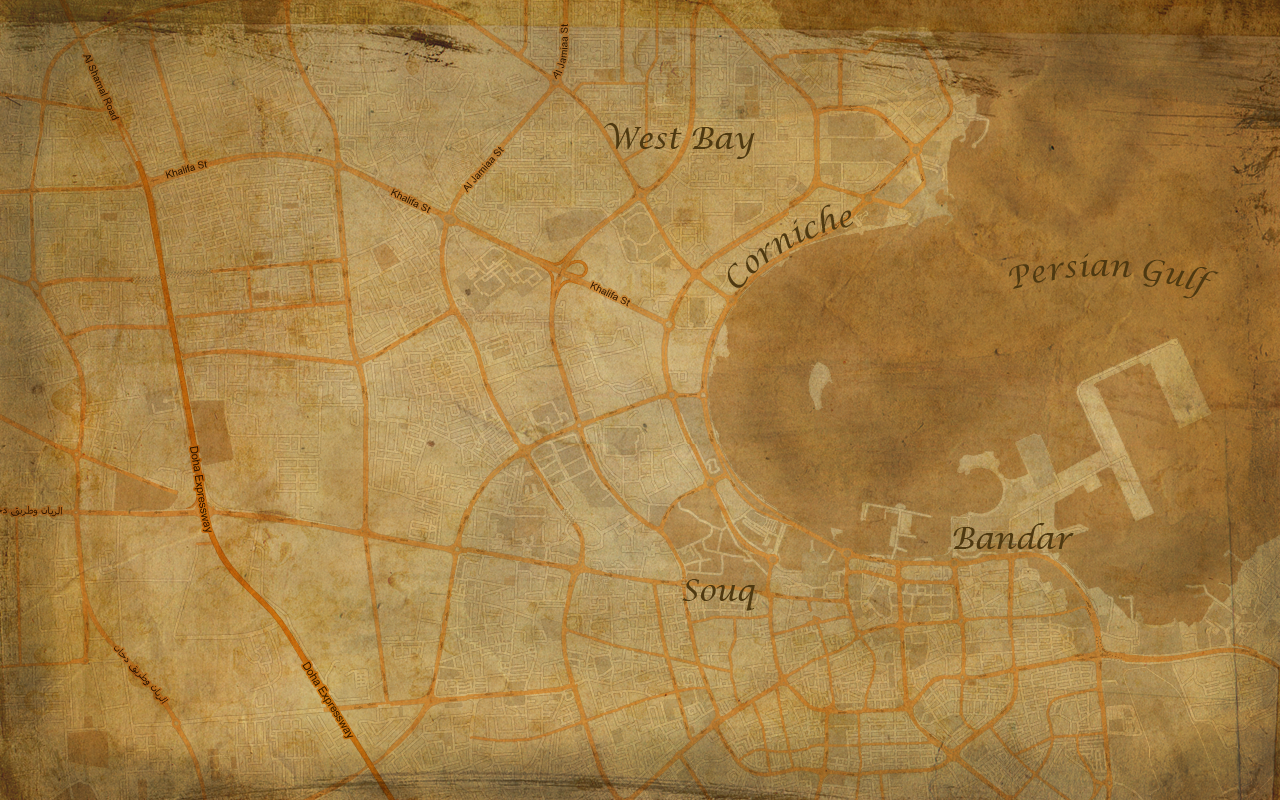 Al Jamiaa St
Al Shamal Road
West Bay
Khalifa St
Al Jamiaa St
Khalifa St
Corniche
Persian Gulf
Khalifa St
Doha Expressway
الريان وطريق دخان
Bandar
Souq
الريان وطريق دخان
Doha Expressway